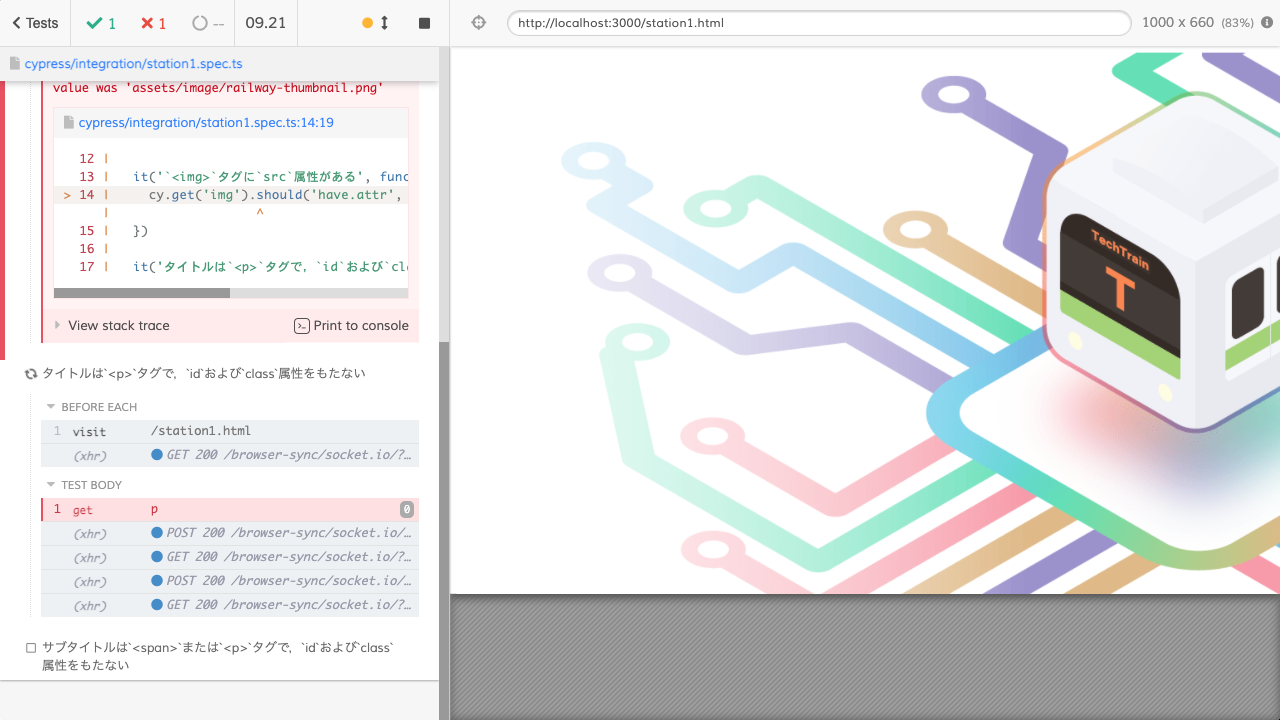 Tests
1
1
--
09.21
http://localhost:3000/station1.html
1000 x 660 (83%)
cypress/integration/station1.spec.ts
value was 'assets/image/railway-thumbnail.png'
cypress/integration/station1.spec.ts:14:19
12 |
13 | it('`<img>`タグに`src`属性がある', func
> 14 | cy.get('img').should('have.attr',
| ^
15 | })
16 |
17 | it('タイトルは`<p>`タグで，`id`および`cla
View stack trace
Print to console
タイトルは`<p>`タグで，`id`および`class`属性をもたない
BEFORE EACH
1 visit /station1.html
(xhr) GET 200 /browser-sync/socket.io/?…
TEST BODY
1 get p 0
(xhr) POST 200 /browser-sync/socket.io/…
(xhr) GET 200 /browser-sync/socket.io/?…
(xhr) POST 200 /browser-sync/socket.io/…
(xhr) GET 200 /browser-sync/socket.io/?…
サブタイトルは`<span>`または`<p>`タグで，`id`および`class`
属性をもたない
TechTrain
T